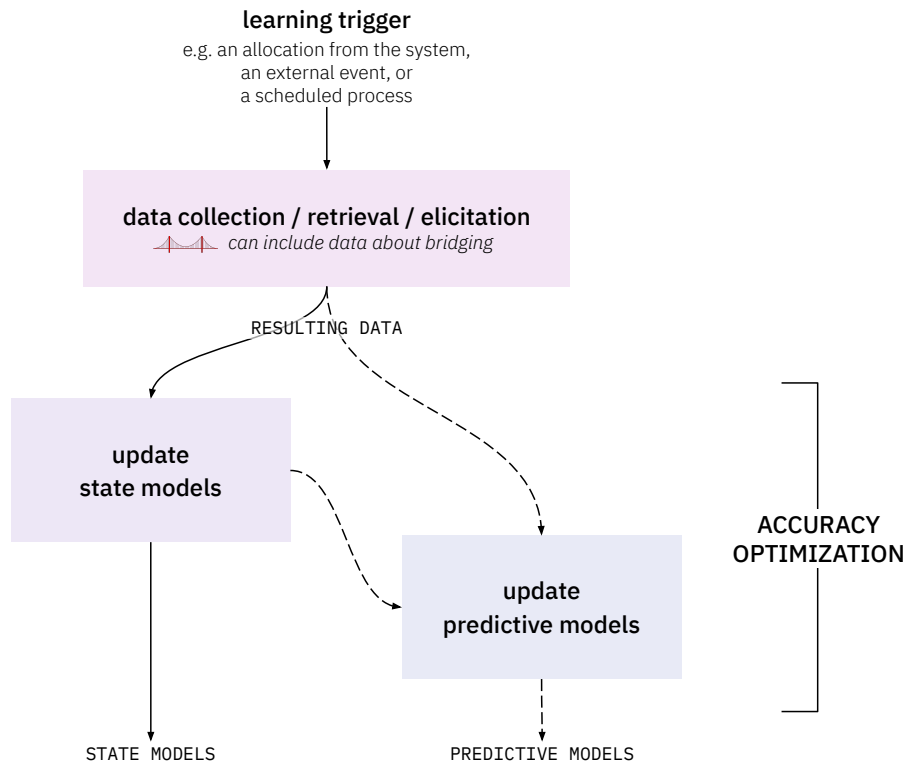 learning trigger
e.g. an allocation from the system,
an external event, or
a scheduled process
data collection / retrieval / elicitation
can include data about bridging
RESULTING DATA
update
state models
ACCURACY
OPTIMIZATION
update
predictive models
STATE MODELS
PREDICTIVE MODELS